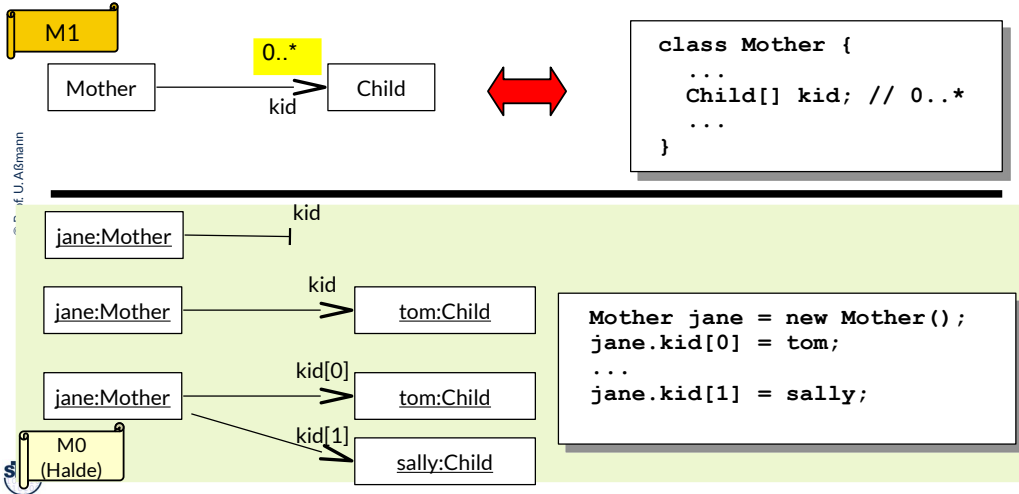 M1
0..*
Mother
Child
kid
class Mother {
...
Child[] kid; // 0..*
...
}
Prof. U. Aßmann
kid
jane:Mother
kid
jane:Mother
tom:Child
kid[0]
jane:Mother
tom:Child
kid[1]
sally:Child
Mother jane = new Mother();
jane.kid[0] = tom;
...
jane.kid[1] = sally;
M0
(Halde)